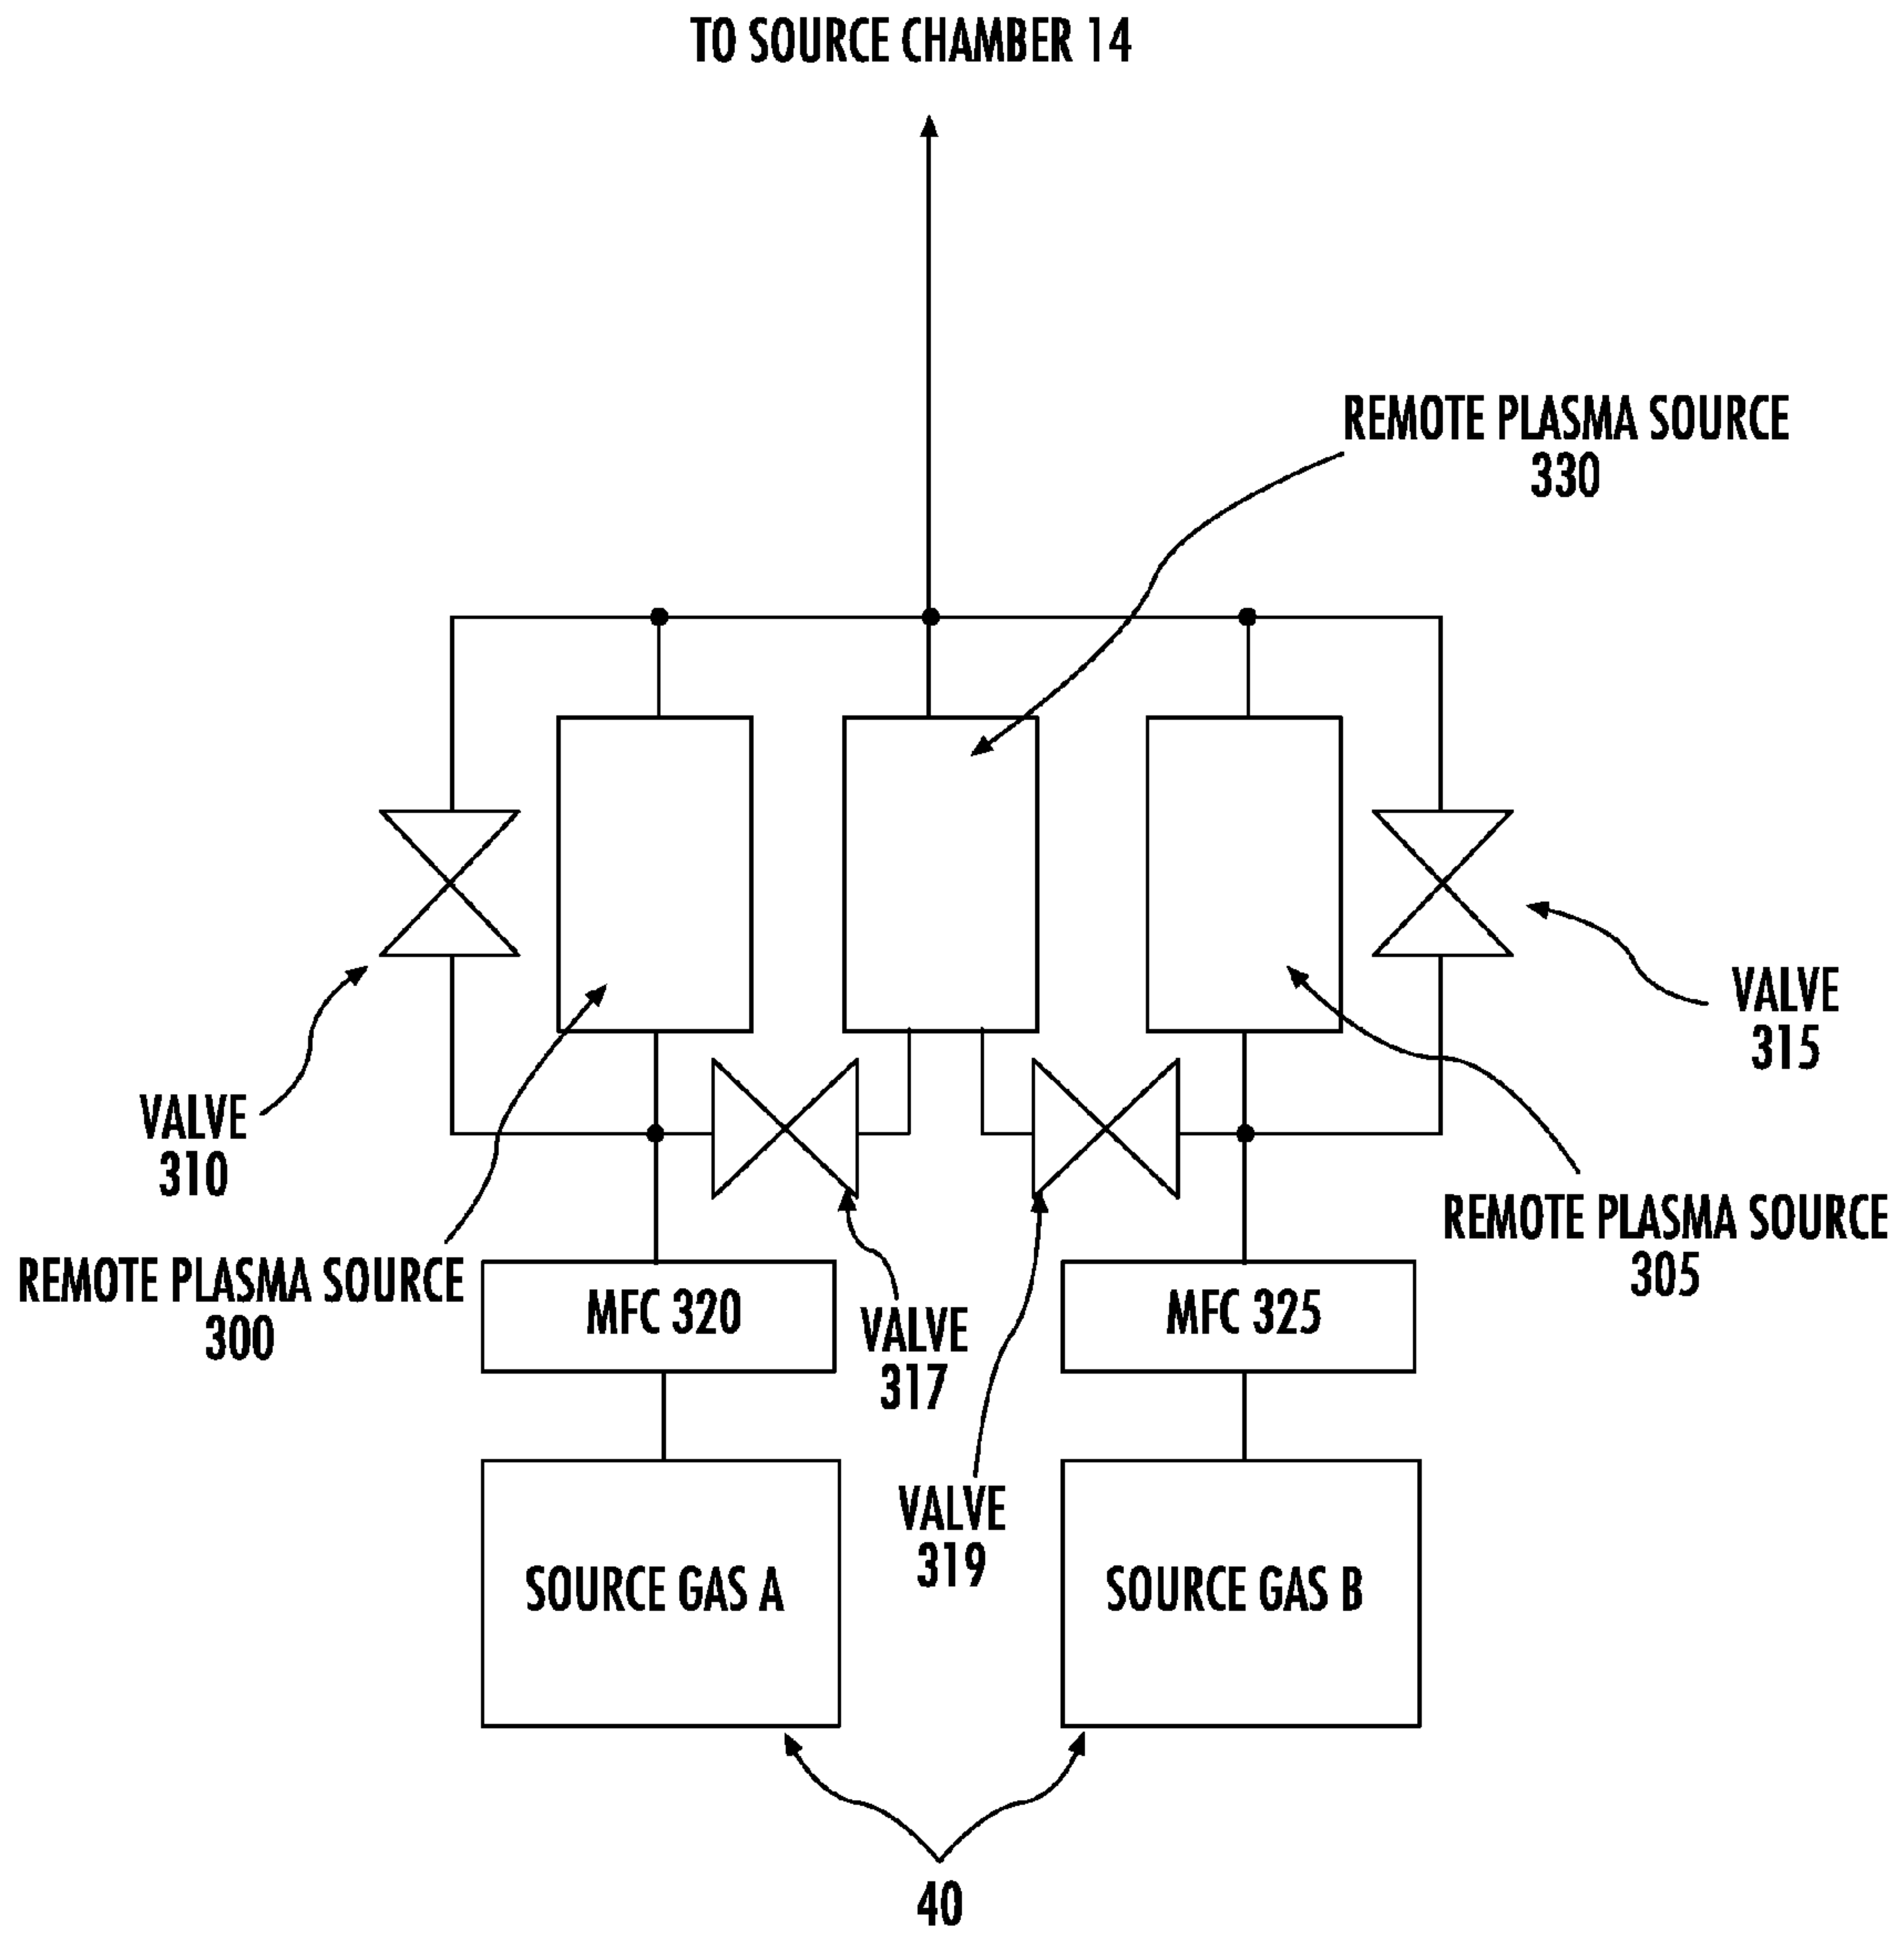 TO SOURCE CHAMBER 14
REMOTE PLASMA SOURCE
330
VALVE
315
VALVE
310
REMOTE PLASMA SOURCE
305
REMOTE PLASMA SOURCE
300
MFC 320
MFC 325
VALVE
317
VALVE
319
SOURCE GAS A
SOURCE GAS B
40